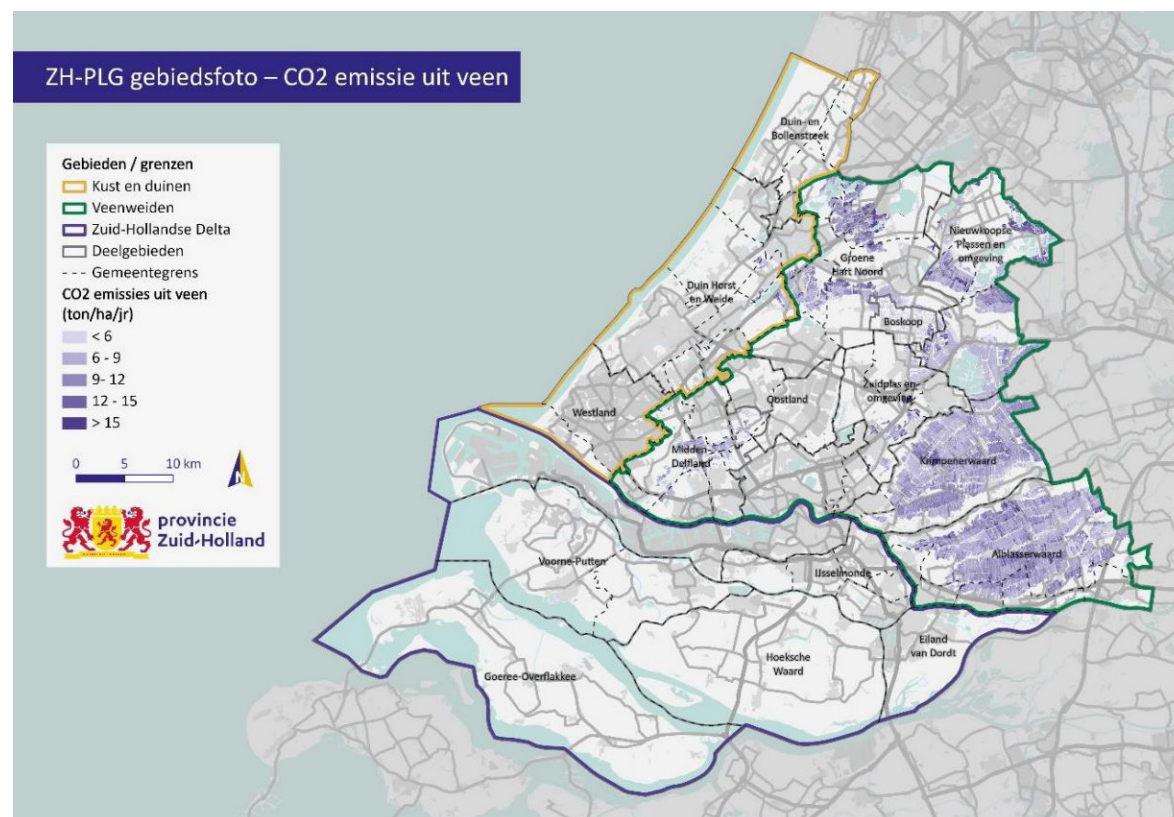 ZH-PLG gebiedsfoto – CO2 emissie uit veen
Gebieden / grenzen
Kust en duinen
Veenweiden
Zuid-Hollandse Delta
Deelgebieden
Gemeentegrens
CO2 emissies uit veen
(ton/ha/jr)
< 6
6 - 9
9- 12
12 - 15
> 15
0 5 10 km
N
provincie
Zuid-Holland
Duin- en
Bollenstreek
Nieuwkoopse
Plassen en
omgeving
Groene
Hart Noord
Duin Horst
en Weide
Boskoop
Zuidplas en
omgeving
Oostland
Westland
Midden-
Delfland
Krimpenerwaard
Alblasserwaard
Voorne-Putten
IJsselmonde
Eiland
van Dordt
Hoeksche
Waard
Goeree-Overflakkee